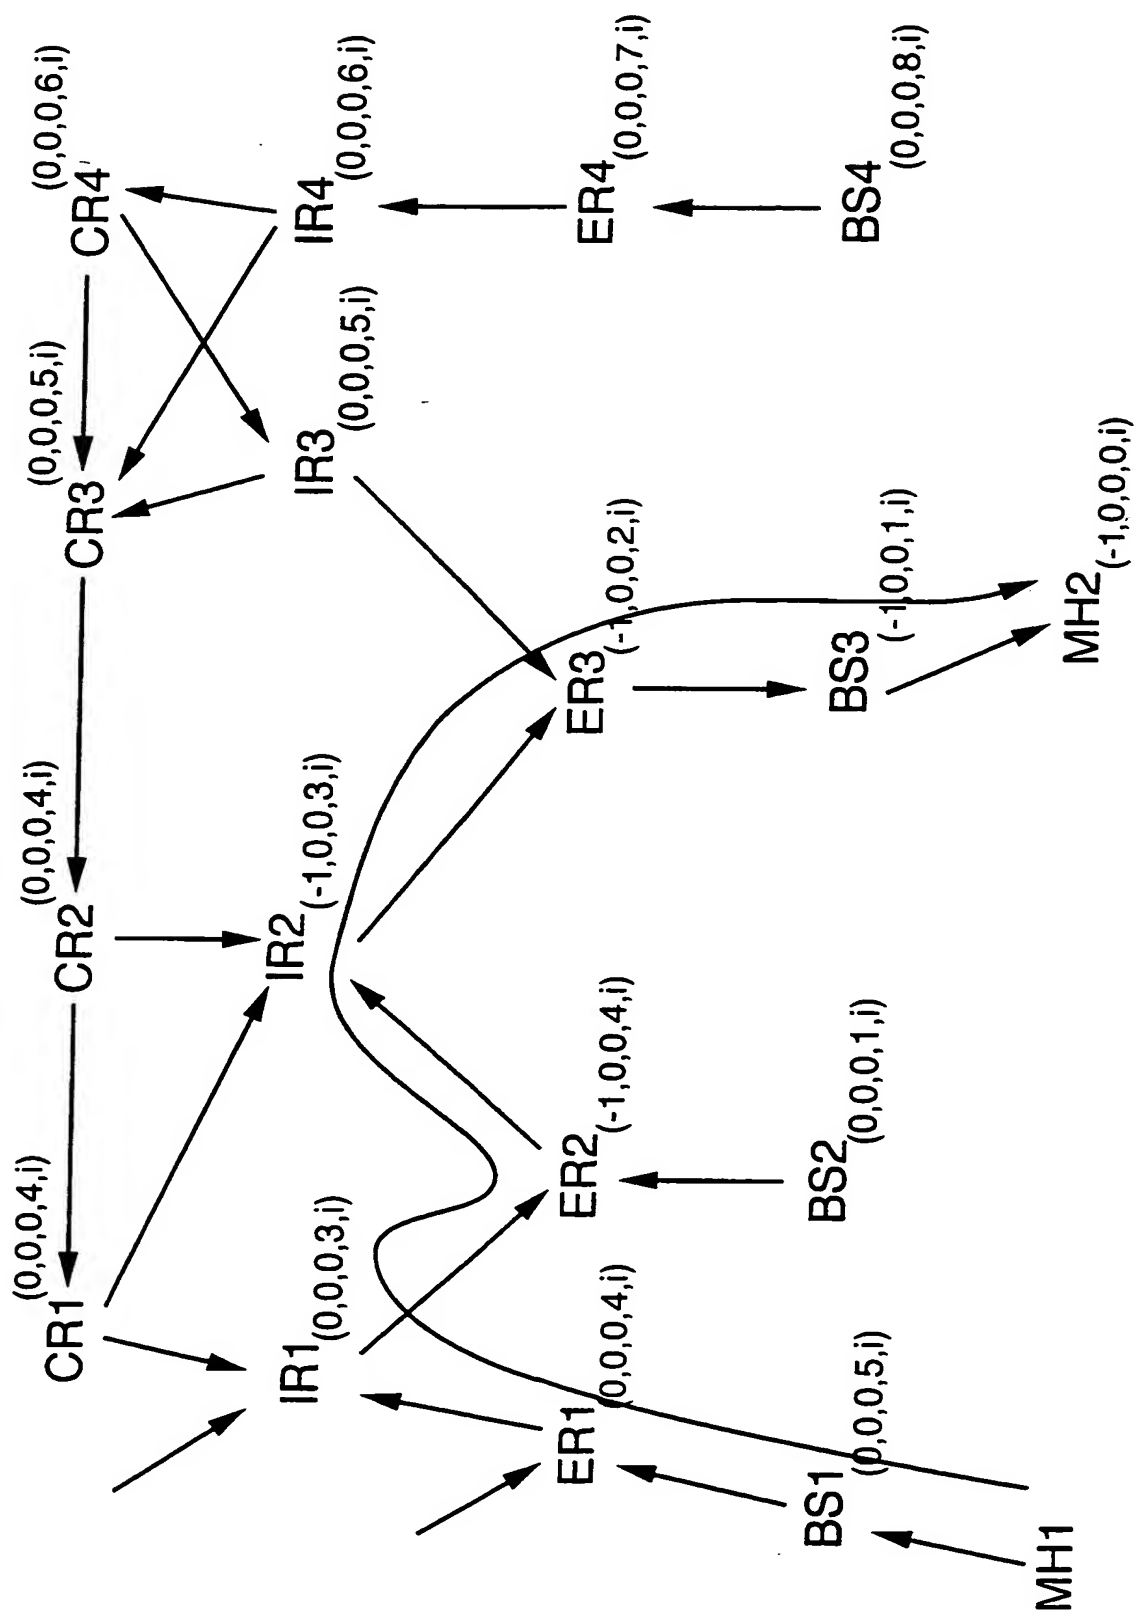 CR1
(0,0,0,4,i)
CR2
(0,0,0,4,i)
CR3
(0,0,0,5,i)
CR4
(0,0,0,6,i)
IR1
(0,0,0,3,i)
IR2
(-1,0,0,3,i)
IR3
(0,0,0,5,i)
IR4
(0,0,0,6,i)
ER1
(0,0,0,4,i)
ER2
(-1,0,0,4,i)
ER3
(-1,0,0,2,i)
ER4
(0,0,0,7,i)
BS1
(0,0,0,5,i)
BS2
(0,0,0,1,i)
BS3
(-1,0,0,1,i)
BS4
(0,0,0,8,i)
MH1
MH2
(-1,0,0,0,i)